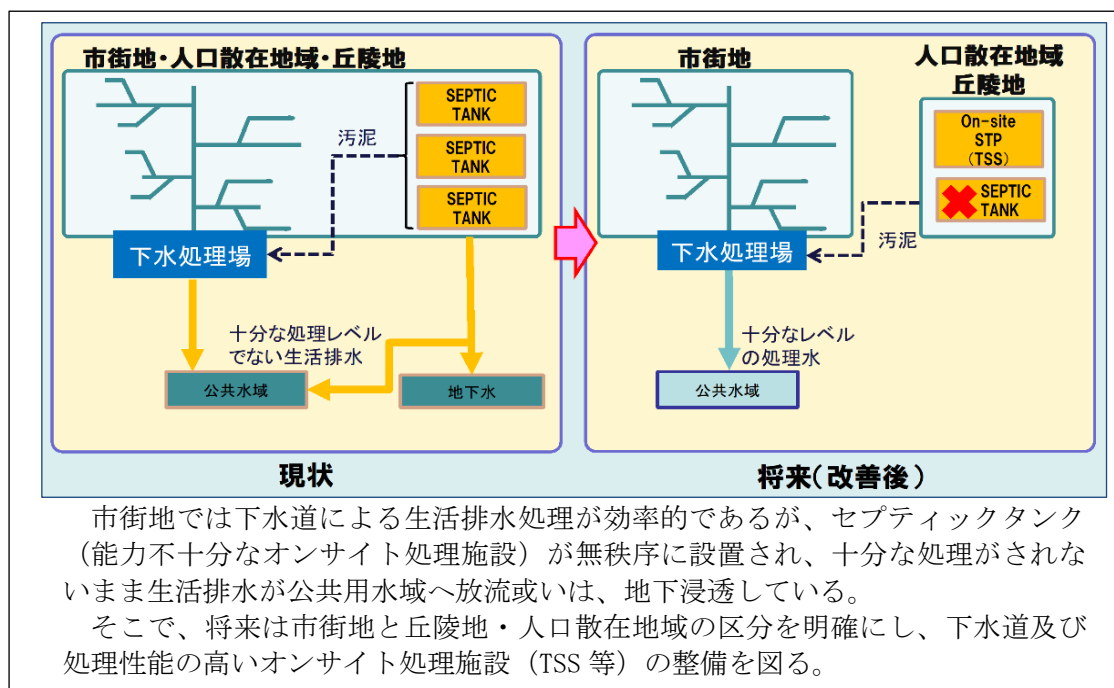 市街地・人口散在地域・丘陵地
SEPTIC
TANK
SEPTIC
TANK
SEPTIC
TANK
汚泥
下水処理場
十分な処理レベル
でない生活排水
公共水域
地下水
現状
市街地
人口散在地域
丘陵地
On-site
STP
(TSS)
SEPTIC
TANK
汚泥
下水処理場
十分なレベル
の処理水
公共水域
将来(改善後)
市街地では下水道による生活排水処理が効率的であるが、セプティックタンク
（能力不十分なオンサイト処理施設）が無秩序に設置され、十分な処理がされな
いまま生活排水が公共用水域へ放流或いは、地下浸透している。
そこで、将来は市街地と丘陵地・人口散在地域の区分を明確にし、下水道及び
処理性能の高いオンサイト処理施設（TSS 等）の整備を図る。